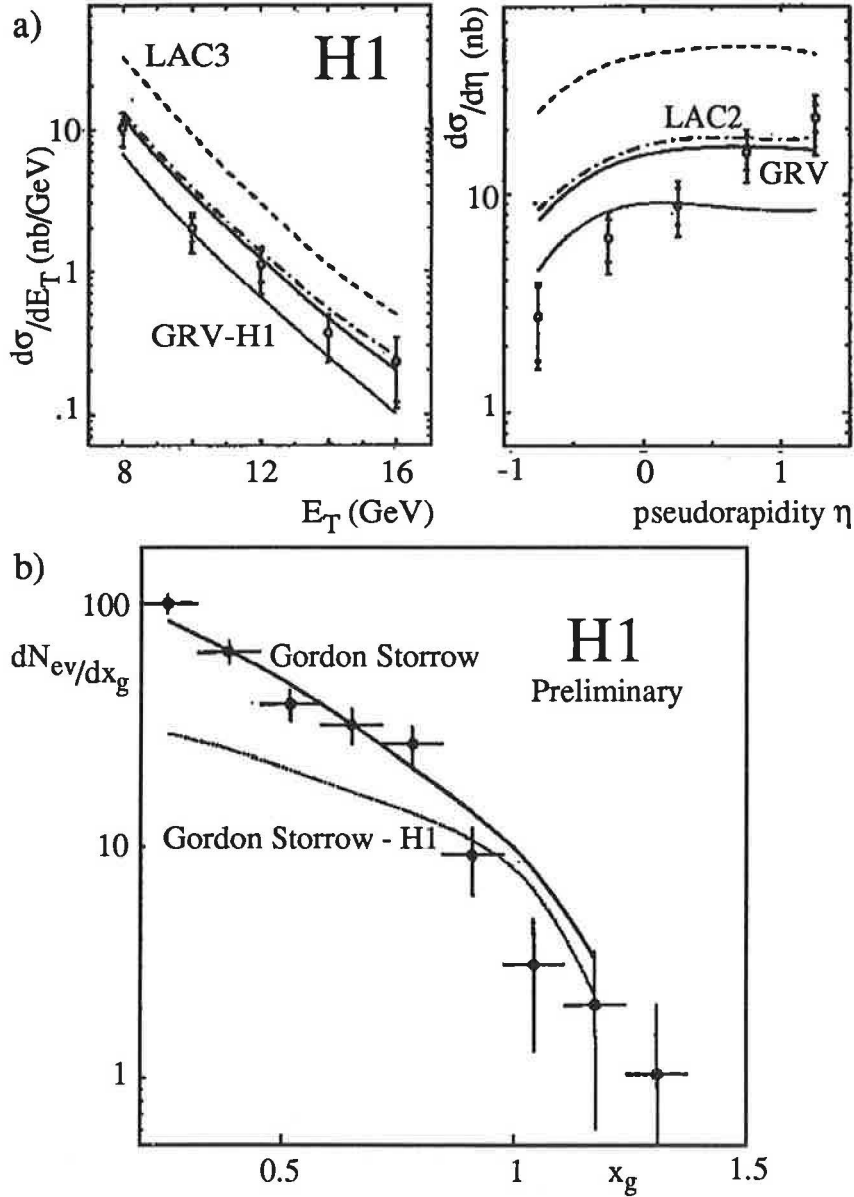 a)
dσ/dE_T (nb/GeV)
10
1
.1
LAC3
H1
GRV-H1
8
12
16
E_T (GeV)
dσ/dη (nb)
10
1
LAC2
GRV
-1
0
1
pseudorapidity η
b)
100
dN_ev/dx_g
10
1
Gordon Storrow
H1
Preliminary
Gordon Storrow - H1
0.5
1
x_g
1.5